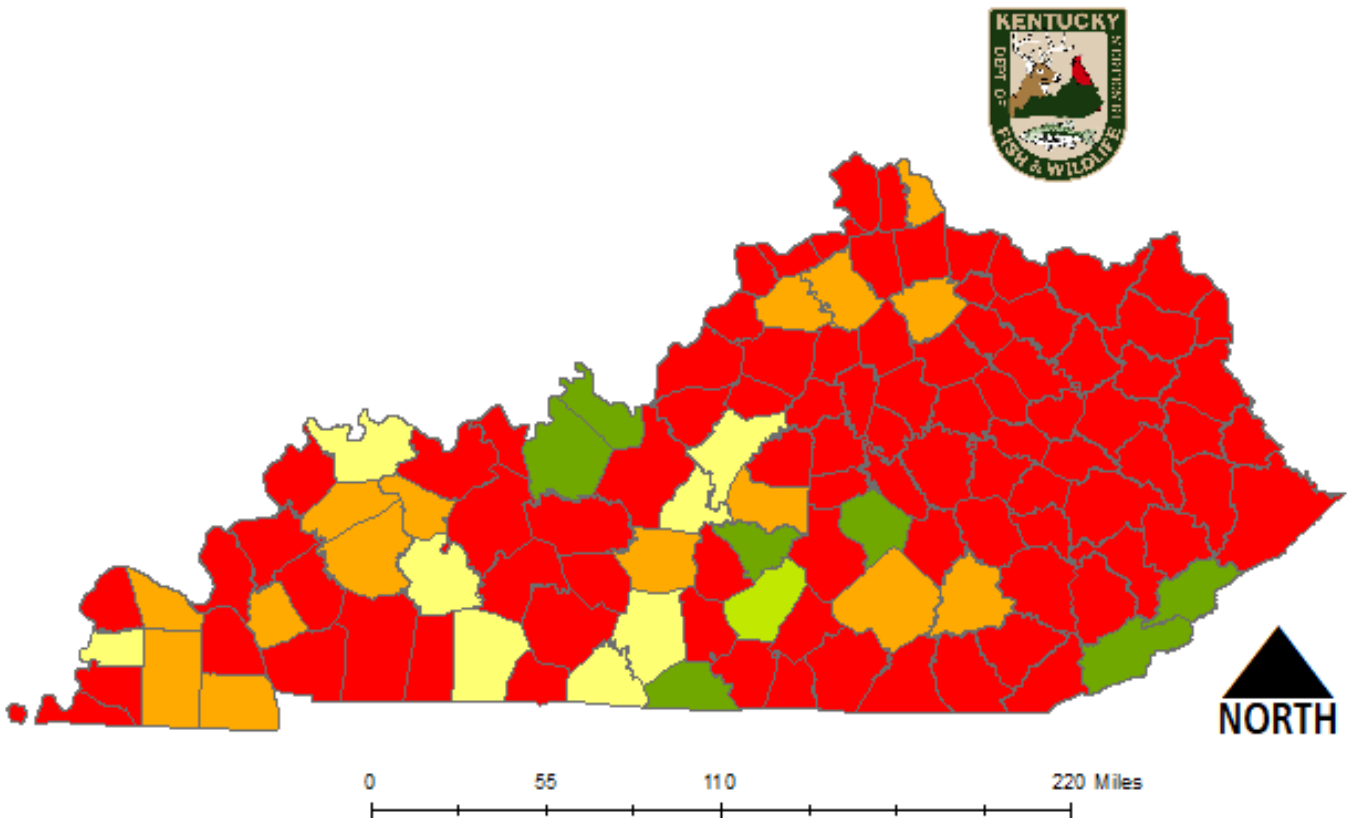 KENTUCKY
DEPT OF
RESOURCES
FISH & WILDLIFE
NORTH
0 55 110 220 Miles